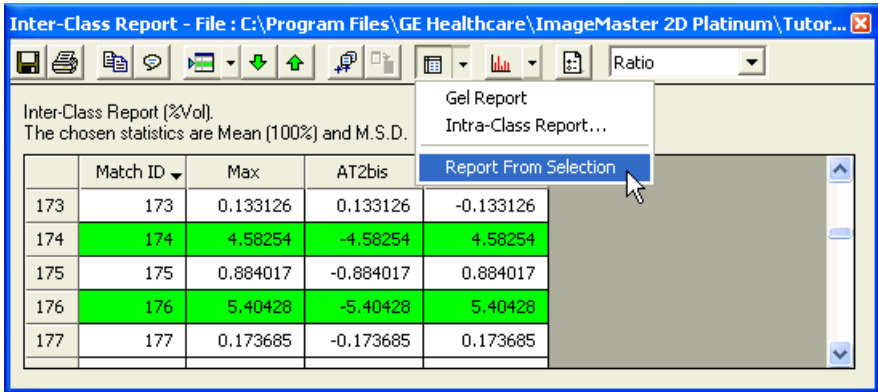 Inter-Class Report - File : C:\Program Files\GE Healthcare\ImageMaster 2D Platinum\Tutor...
Ratio
Gel Report
Intra-Class Report...
Report From Selection
Inter-Class Report (%Vol).
The chosen statistics are Mean (100%) and M.S.D.
Match ID Max AT2bis
173 173 0.133126 0.133126 -0.133126
174 174 4.58254 -4.58254 4.58254
175 175 0.884017 -0.884017 0.884017
176 176 5.40428 -5.40428 5.40428
177 177 0.173685 -0.173685 0.173685